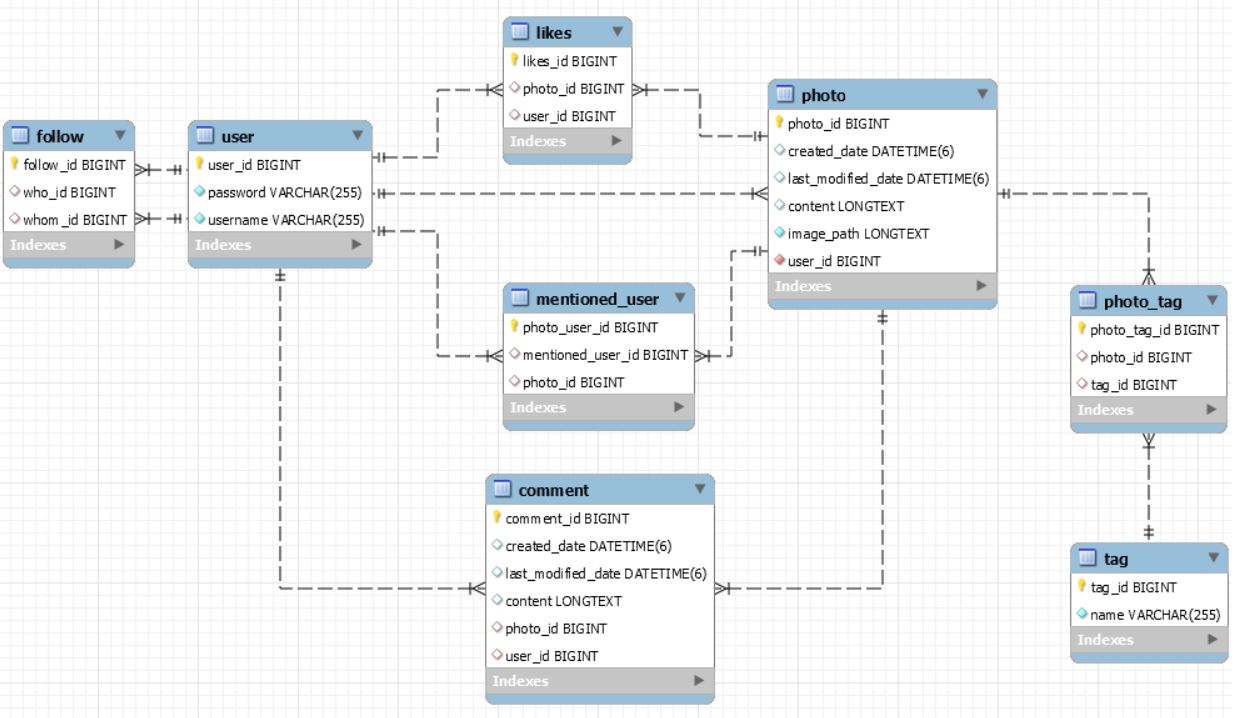 follow
follow_id BIGINT
who_id BIGINT
whom_id BIGINT
Indexes
user
user_id BIGINT
password VARCHAR(255)
username VARCHAR(255)
Indexes
likes
likes_id BIGINT
photo_id BIGINT
user_id BIGINT
Indexes
mentioned_user
photo_user_id BIGINT
mentioned_user_id BIGINT
photo_id BIGINT
Indexes
comment
comment_id BIGINT
created_date DATETIME(6)
last_modified_date DATETIME(6)
content LONGTEXT
photo_id BIGINT
user_id BIGINT
Indexes
photo
photo_id BIGINT
created_date DATETIME(6)
last_modified_date DATETIME(6)
content LONGTEXT
image_path LONGTEXT
user_id BIGINT
Indexes
photo_tag
photo_tag_id BIGINT
photo_id BIGINT
tag_id BIGINT
Indexes
tag
tag_id BIGINT
name VARCHAR(255)
Indexes